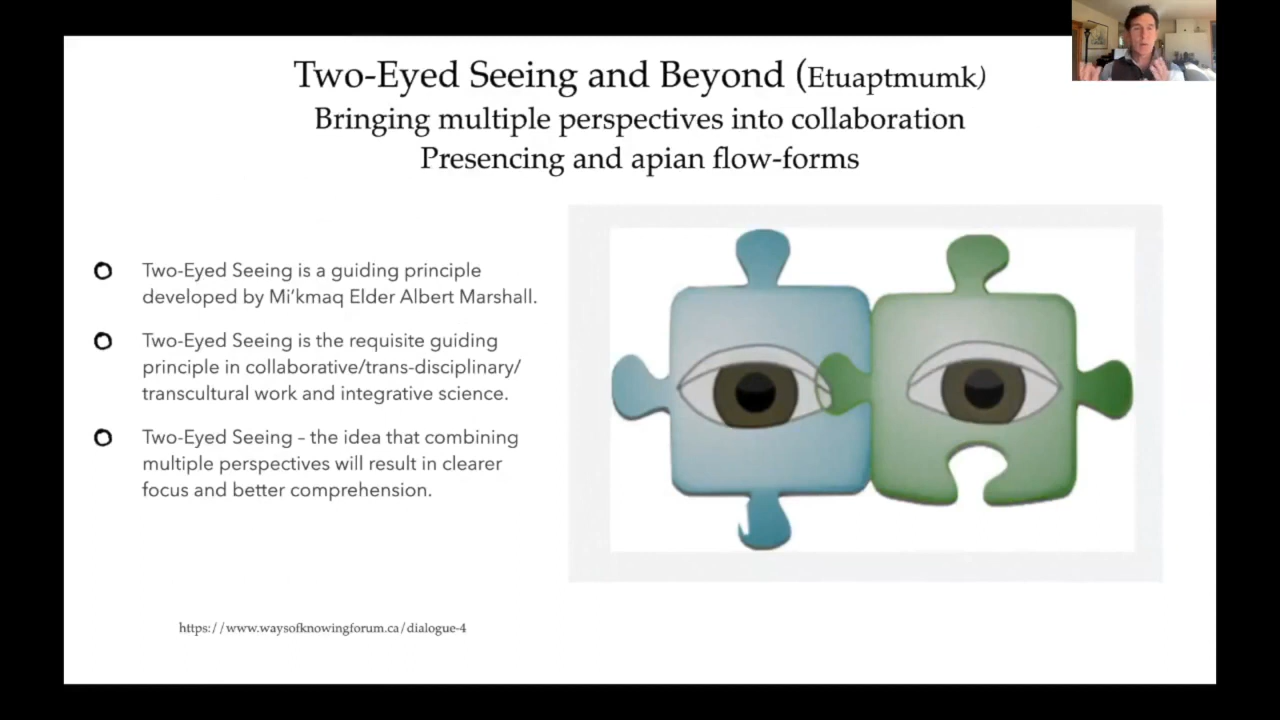 Two-Eyed Seeing and Beyond (Etuaptmumk)
Bringing multiple perspectives into collaboration
Presencing and apian flow-forms
Two-Eyed Seeing is a guiding principle
developed by Mi’kmaq Elder Albert Marshall.
Two-Eyed Seeing is the requisite guiding
principle in collaborative/trans-disciplinary/
transcultural work and integrative science.
Two-Eyed Seeing – the idea that combining
multiple perspectives will result in clearer
focus and better comprehension.
https://www.waysofknowingforum.ca/dialogue-4